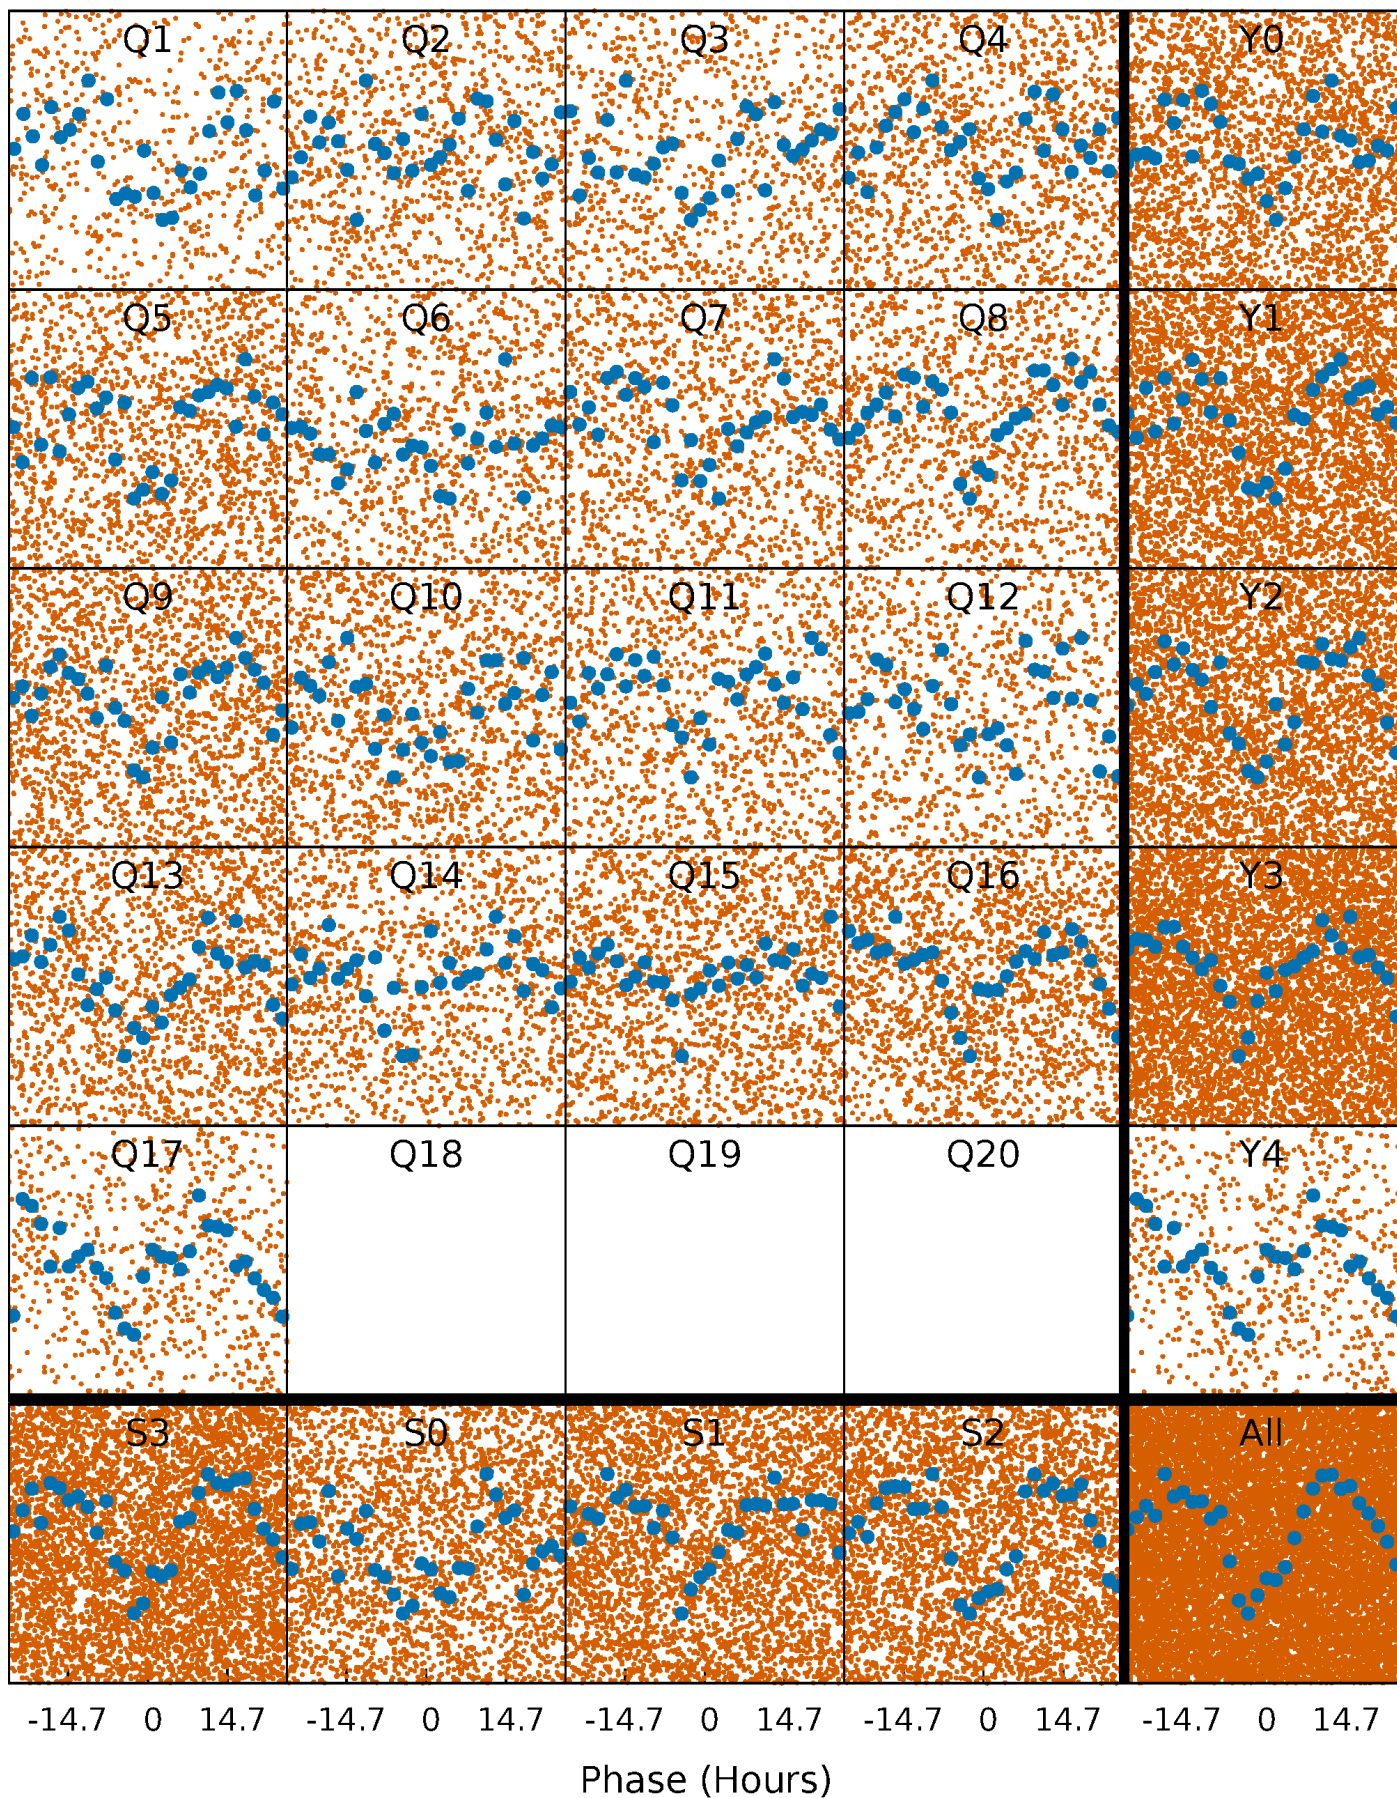 Q1 Q2 Q3 Q4 Y0
Q5 Q6 Q7 Q8 Y1
Q9 Q10 Q11 Q12 Y2
Q13 Q14 Q15 Q16 Y3
Q17 Q18 Q19 Q20 Y4
S3 S0 S1 S2 All
-14.7 0 14.7 -14.7 0 14.7 -14.7 0 14.7 -14.7 0 14.7 -14.7 0 14.7
Phase (Hours)